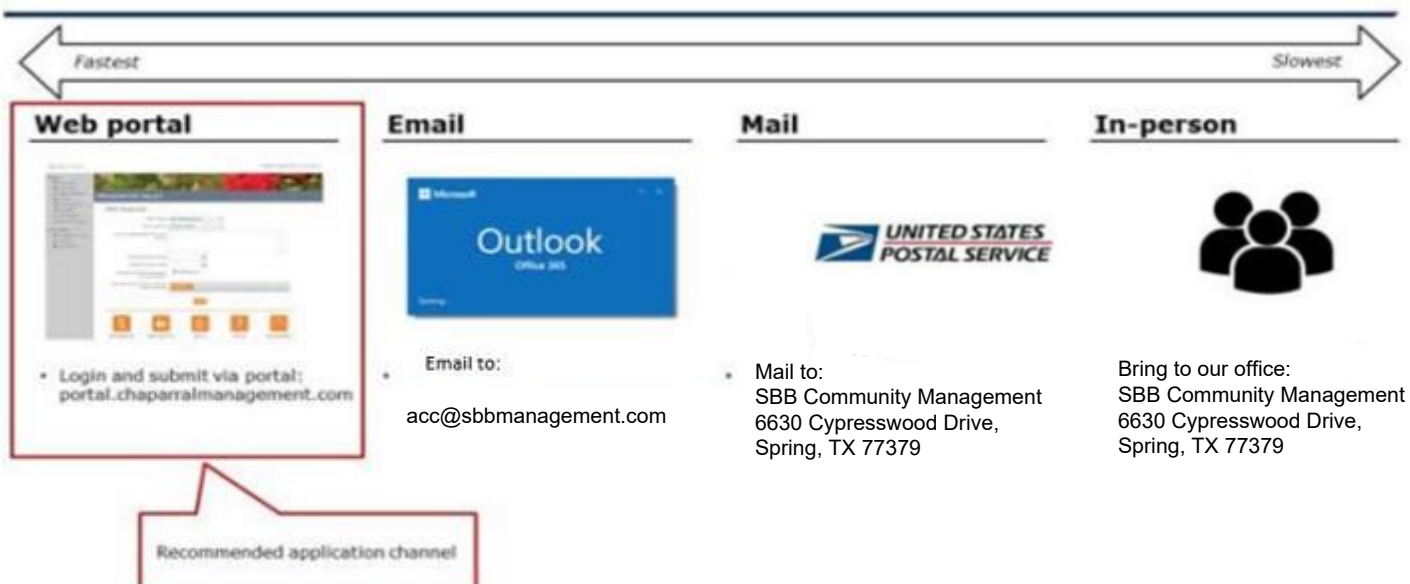 Fastest
Slowest
Web portal
Email
Mail
In-person
Microsoft
Outlook
Office 365
UNITED STATES
POSTAL SERVICE
• Login and submit via portal:
portal.chaparralmanagement.com
• Email to:
acc@sbbmanagement.com
• Mail to:
SBB Community Management
6630 Cypresswood Drive,
Spring, TX 77379
Bring to our office:
SBB Community Management
6630 Cypresswood Drive,
Spring, TX 77379
Recommended application channel